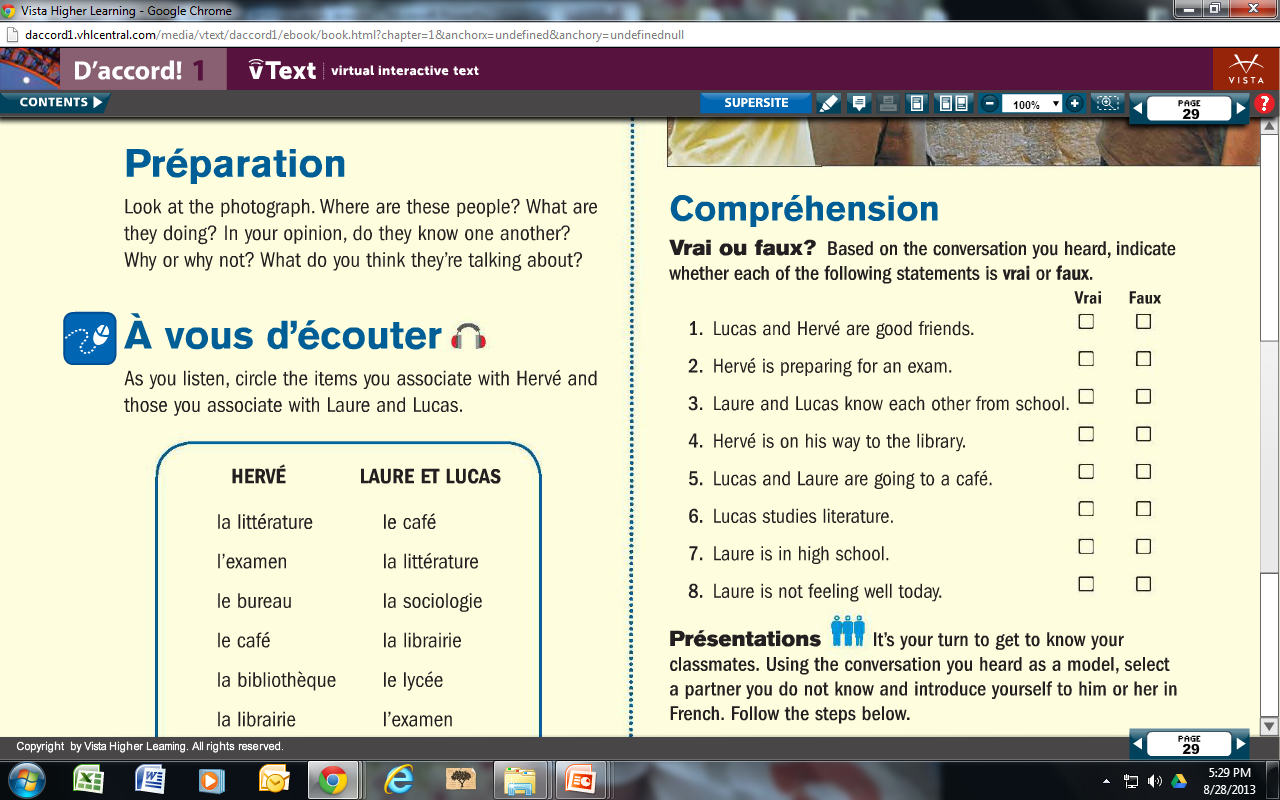 Vista Higher Learning - Google Chrome
daccord1.vhlcentral.com/media/vtext/daccord1/ebook/book.html?chapter=1&anchorx=undefined&anchory=undefinednull
D'accord! 1
vText virtual interactive text
VISTA
CONTENTS
SUPERSITE
100%
PAGE
29
?
Préparation
Look at the photograph. Where are these people? What are
they doing? In your opinion, do they know one another?
Why or why not? What do you think they're talking about?
À vous d'écouter
As you listen, circle the items you associate with Hervé and
those you associate with Laure and Lucas.
HERVÉ LAURE ET LUCAS
la littérature le café
l'examen la littérature
le bureau la sociologie
le café la librairie
la bibliothèque le lycée
la librairie l'examen
Compréhension
Vrai ou faux? Based on the conversation you heard, indicate
whether each of the following statements is vrai or faux.
Vrai Faux
1. Lucas and Hervé are good friends.
2. Hervé is preparing for an exam.
3. Laure and Lucas know each other from school.
4. Hervé is on his way to the library.
5. Lucas and Laure are going to a café.
6. Lucas studies literature.
7. Laure is in high school.
8. Laure is not feeling well today.
Présentations It's your turn to get to know your
classmates. Using the conversation you heard as a model, select
a partner you do not know and introduce yourself to him or her in
French. Follow the steps below.
Copyright by Vista Higher Learning. All rights reserved.
PAGE
29
5:29 PM
8/28/2013